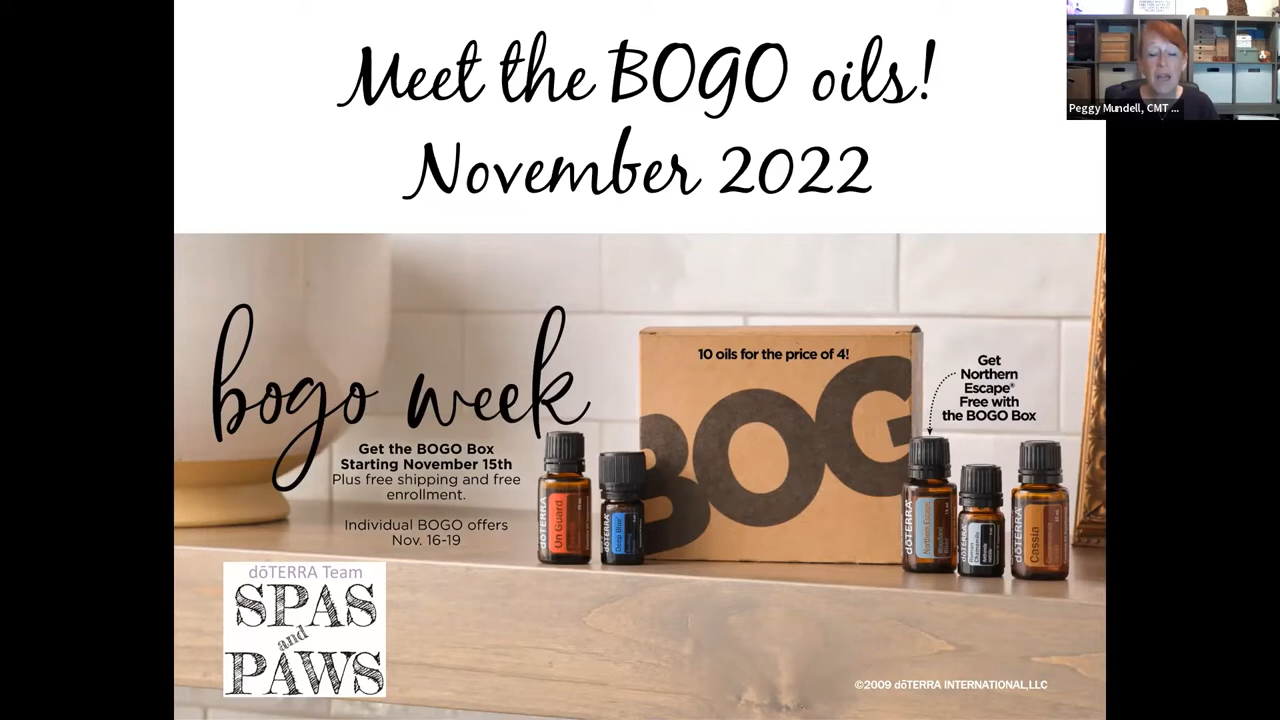 Meet the BOGO oils!
November 2022
Peggy Mundell, CMT ...
bogo week
10 oils for the price of 4!
Get
Northern
Escape®
Free with
the BOGO Box
Get the BOGO Box
Starting November 15th
Plus free shipping and free
enrollment.
Individual BOGO offers
Nov. 16-19
BOG
dōTERRA
On Guard
Deep Blue
dōTERRA
Northern Escape
dōTERRA
Roman
Chamomile
dōTERRA
Cassia
dōTERRA Team
SPAS
and
PAWS
©2009 dōTERRA INTERNATIONAL,LLC